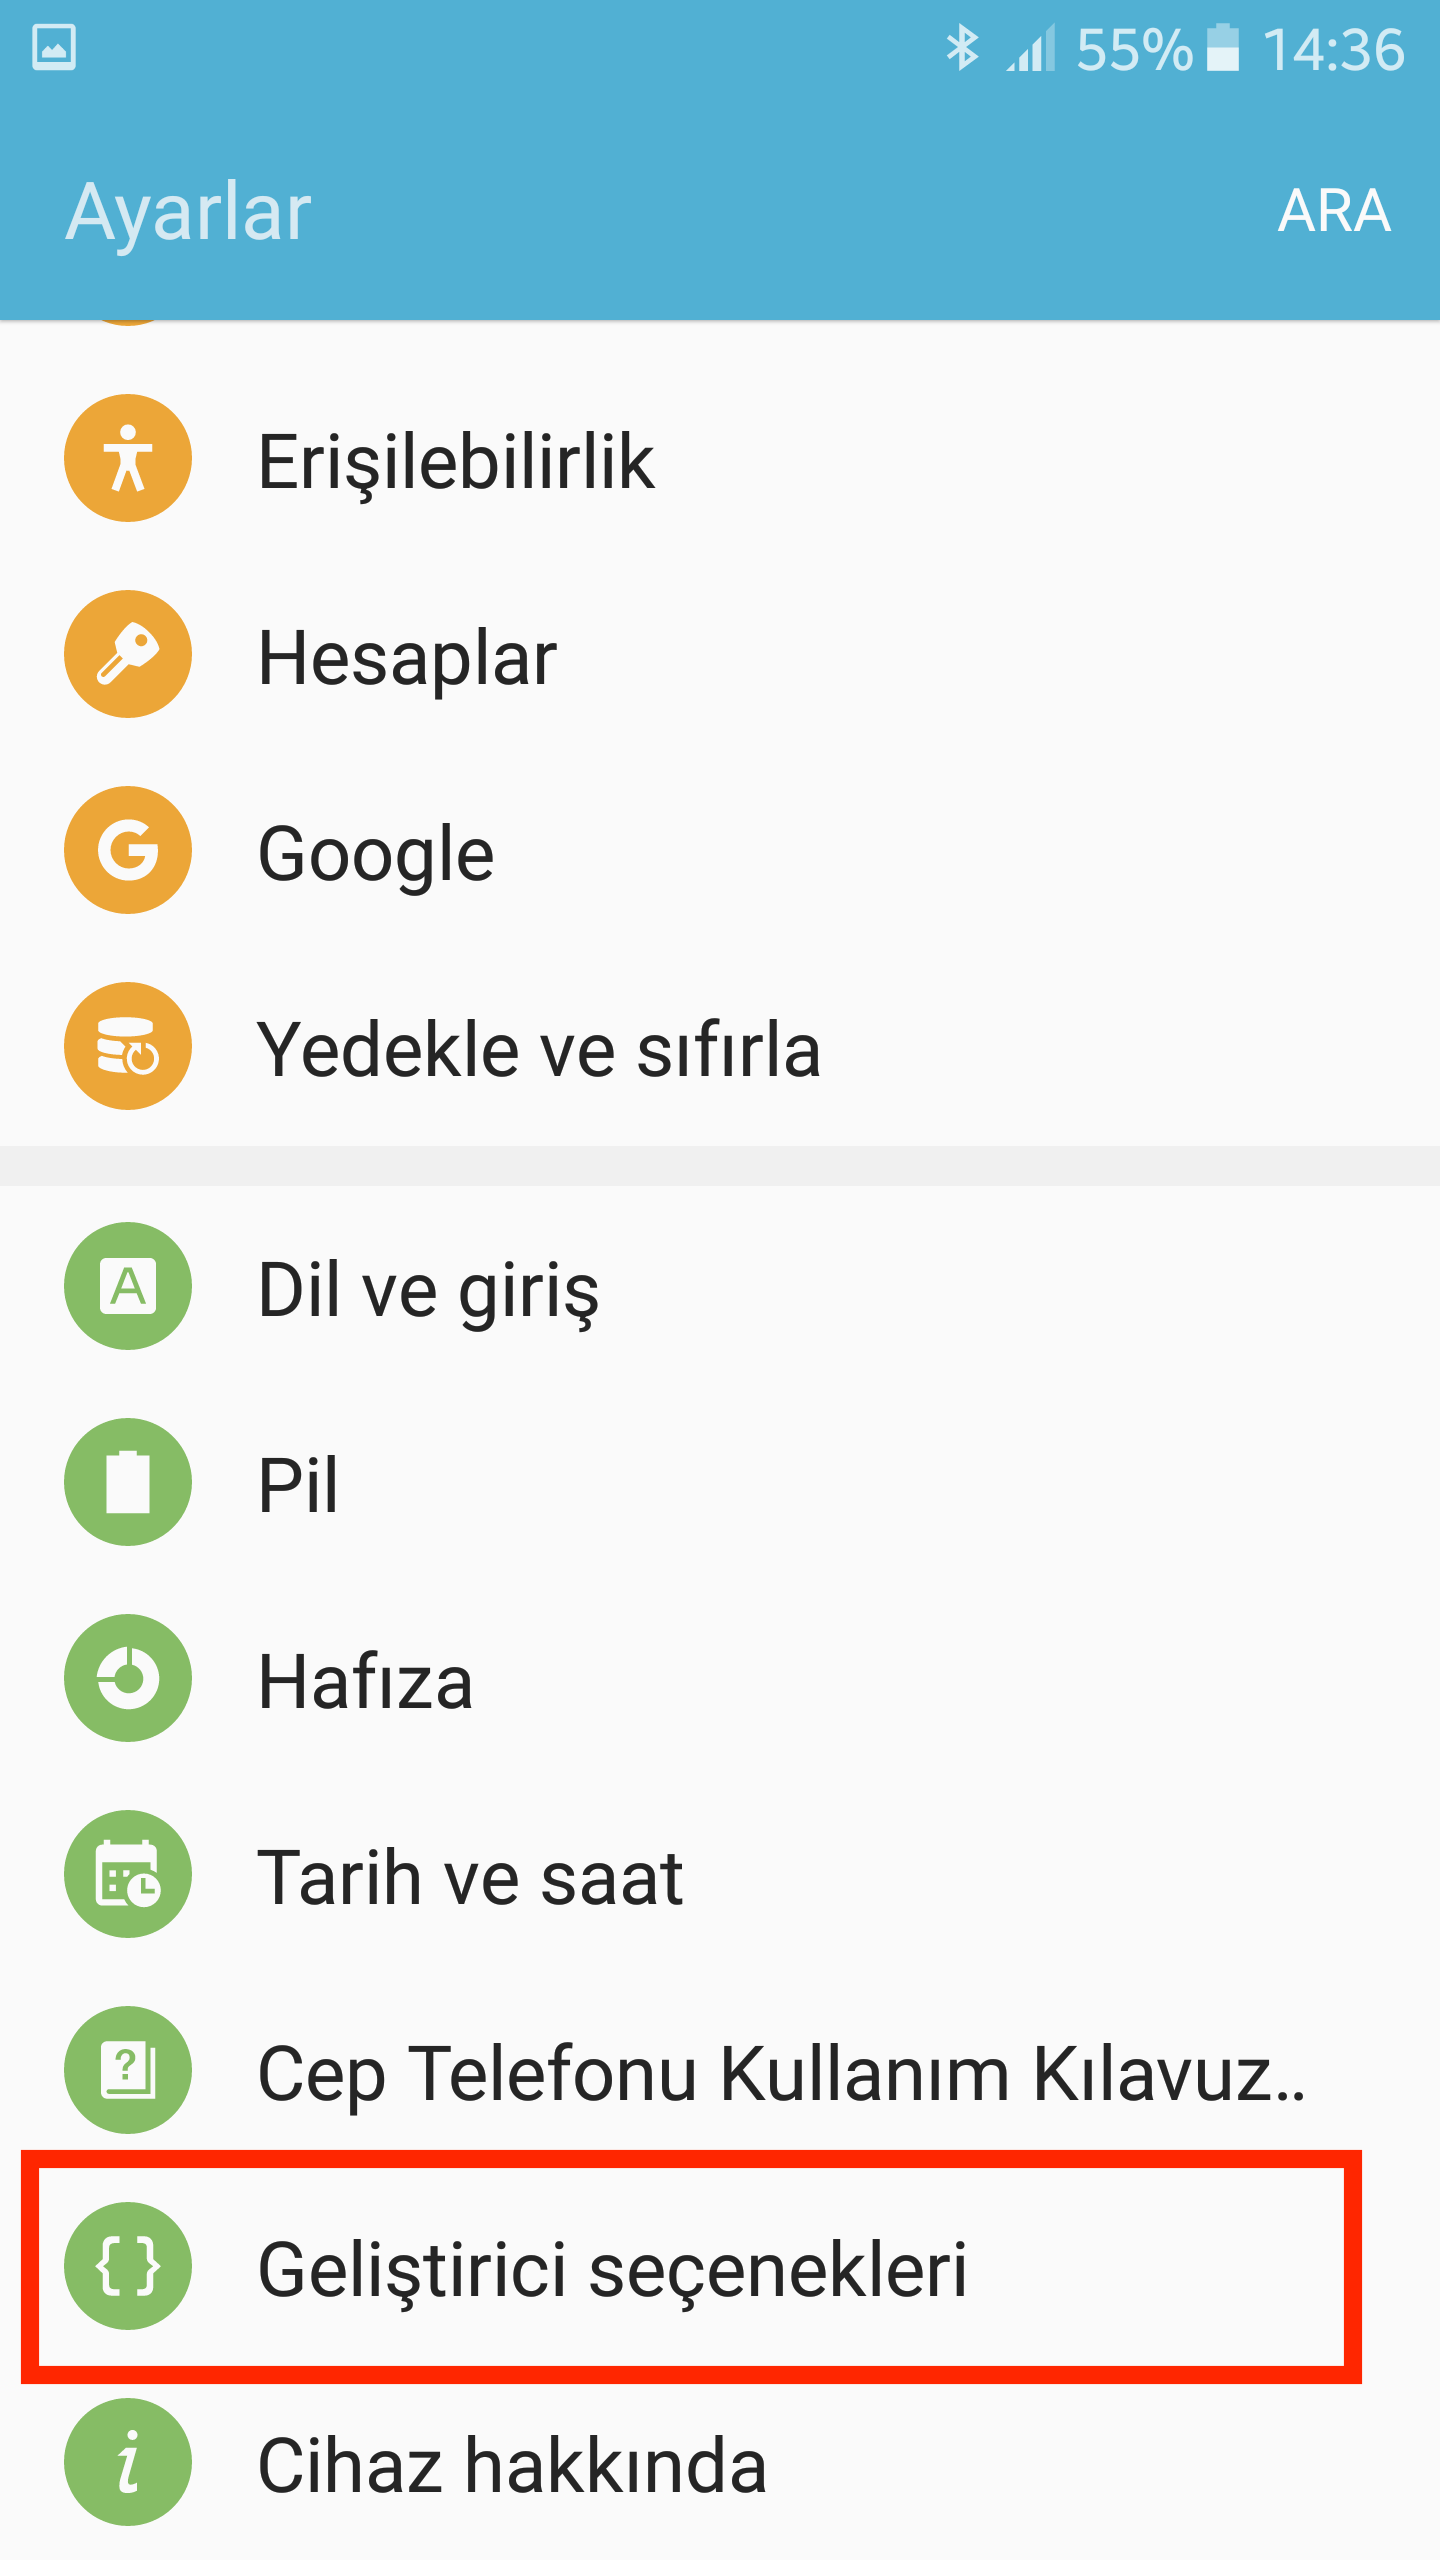 55% 14:36
Ayarlar ARA
Erişilebilirlik
Hesaplar
Google
Yedekle ve sıfırla
Dil ve giriş
Pil
Hafıza
Tarih ve saat
Cep Telefonu Kullanım Kılavuz..
Geliştirici seçenekleri
Cihaz hakkında